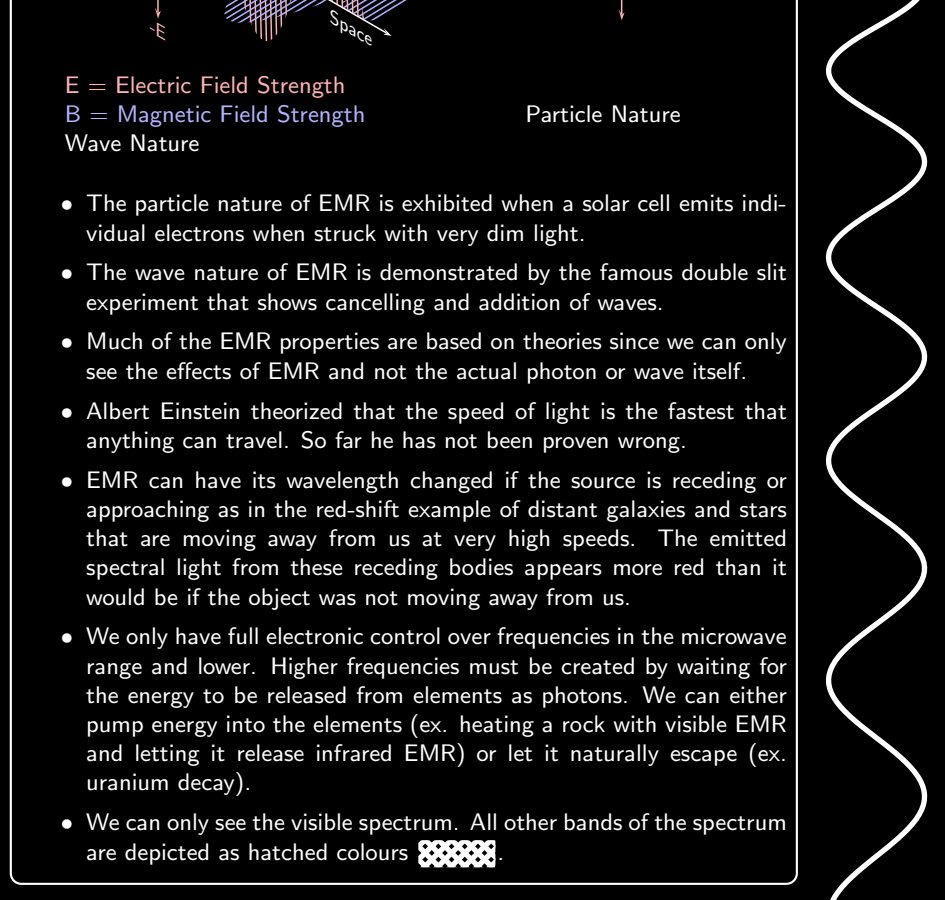 -E
Space
E = Electric Field Strength
B = Magnetic Field Strength
Particle Nature
Wave Nature
• The particle nature of EMR is exhibited when a solar cell emits indi-
vidual electrons when struck with very dim light.
• The wave nature of EMR is demonstrated by the famous double slit
experiment that shows cancelling and addition of waves.
• Much of the EMR properties are based on theories since we can only
see the effects of EMR and not the actual photon or wave itself.
• Albert Einstein theorized that the speed of light is the fastest that
anything can travel. So far he has not been proven wrong.
• EMR can have its wavelength changed if the source is receding or
approaching as in the red-shift example of distant galaxies and stars
that are moving away from us at very high speeds. The emitted
spectral light from these receding bodies appears more red than it
would be if the object was not moving away from us.
• We only have full electronic control over frequencies in the microwave
range and lower. Higher frequencies must be created by waiting for
the energy to be released from elements as photons. We can either
pump energy into the elements (ex. heating a rock with visible EMR
and letting it release infrared EMR) or let it naturally escape (ex.
uranium decay).
• We can only see the visible spectrum. All other bands of the spectrum
are depicted as hatched colours .